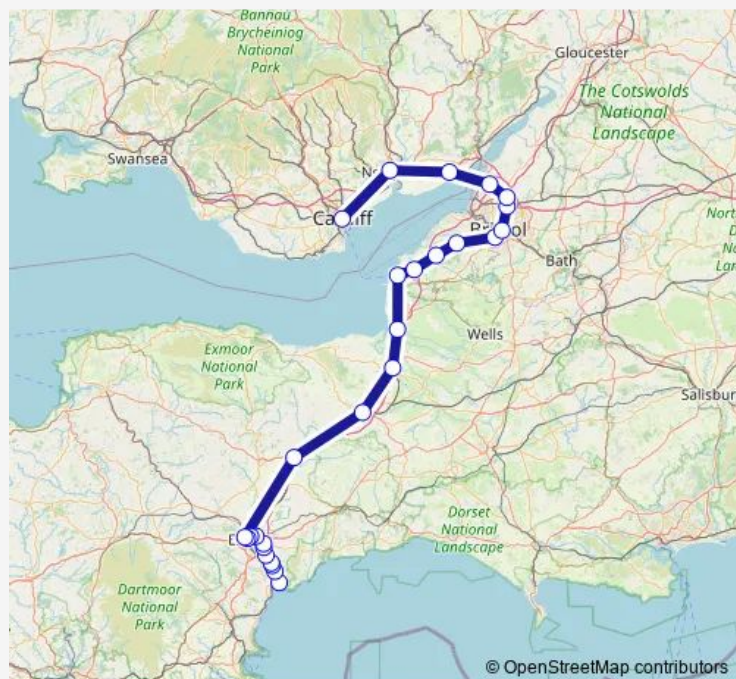 Bannau
Brycheiniog
National
Park
Gloucester
The Cotswolds
National
Landscape
Swansea
Bath
Wells
Exmoor
National
Park
Salisbur
Dorset
National
Landscape
Dartmoor
National
Park
© OpenStreetMap contributors